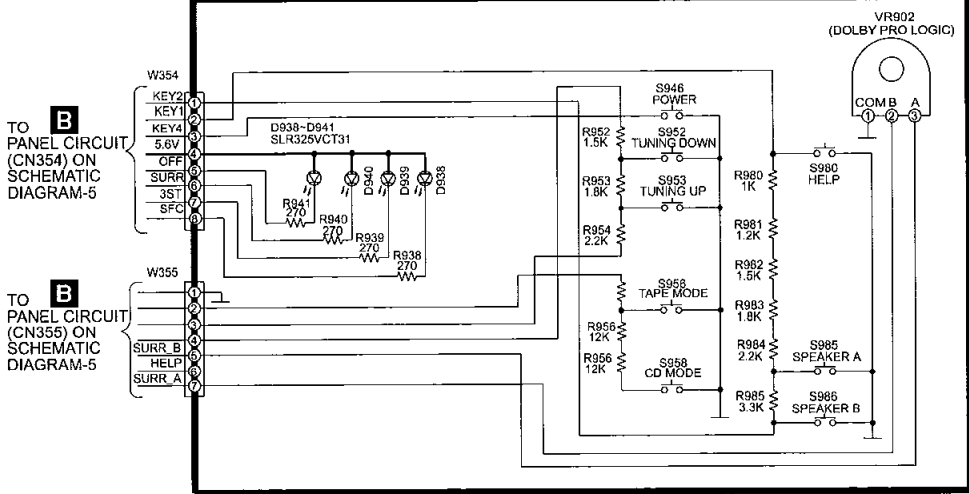 VR902
(DOLBY PRO LOGIC)
COM B A
1 2 3
TO B
PANEL CIRCUIT
(CN354) ON
SCHEMATIC
DIAGRAM-5
W354
KEY2 1
KEY1 2
KEY4 3
5.6V 4
OFF 5
SURR 6
3ST 7
SFC 8
D938~D941
SLR325VCT31
D940
D939
D938
R941
270
R940
270
R939
270
R938
270
TO B
PANEL CIRCUIT
(CN355) ON
SCHEMATIC
DIAGRAM-5
W355
1
2
3
4
SURR_B 5
HELP 6
SURR_A 7
S946
POWER
R952
1.5K
S952
TUNING DOWN
R953
1.8K
S953
TUNING UP
R954
2.2K
S956
TAPE MODE
R956
12K
R956
12K
S958
CD MODE
S980
HELP
R980
1K
R981
1.2K
R982
1.5K
R983
1.8K
R984
2.2K
S985
SPEAKER A
R985
3.3K
S986
SPEAKER B